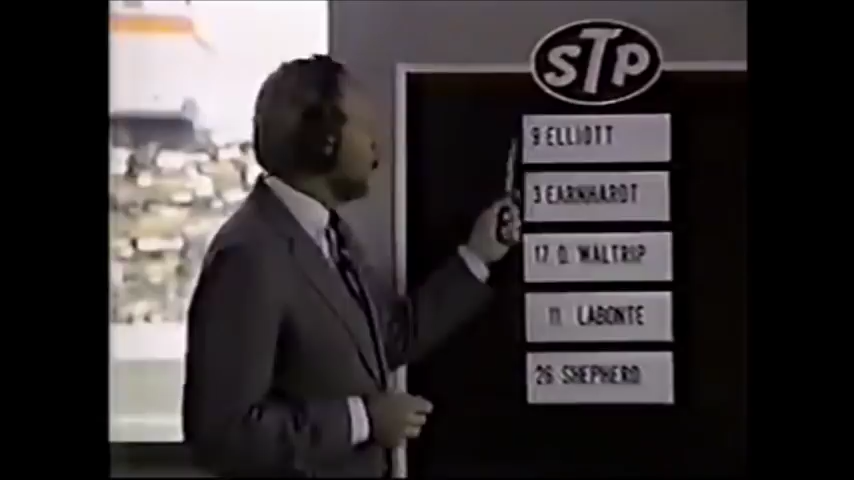 STP
9 ELLIOTT
3 EARNHARDT
17 D. WALTRIP
11 LABONTE
26 SHEPHERD